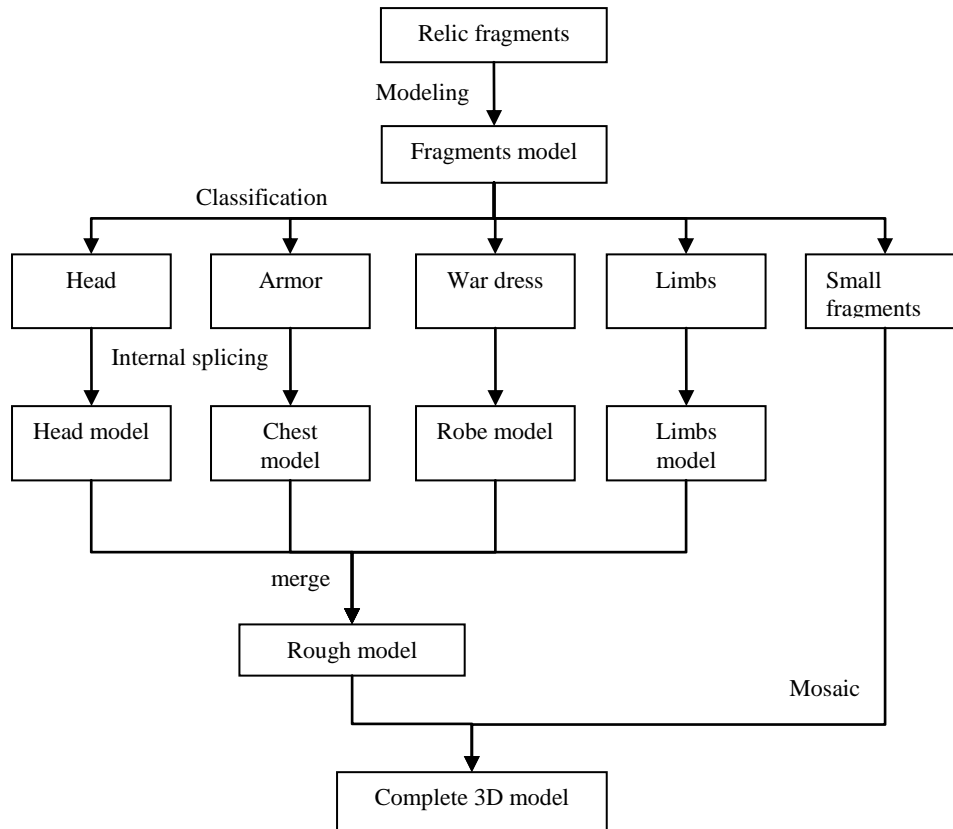 Relic fragments
Modeling
Fragments model
Classification
Head
Armor
War dress
Limbs
Small
fragments
Internal splicing
Head model
Chest
model
Robe model
Limbs
model
merge
Rough model
Mosaic
Complete 3D model